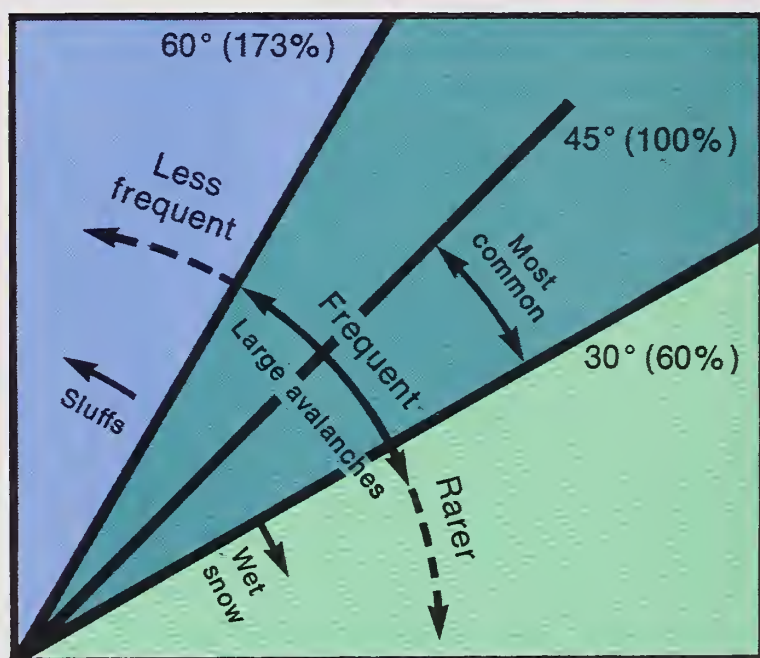 60° (173%)
45° (100%)
Less
frequent
Most
common
Frequent
Large avalanches
30° (60%)
Sluffs
Rarer
Wet
snow